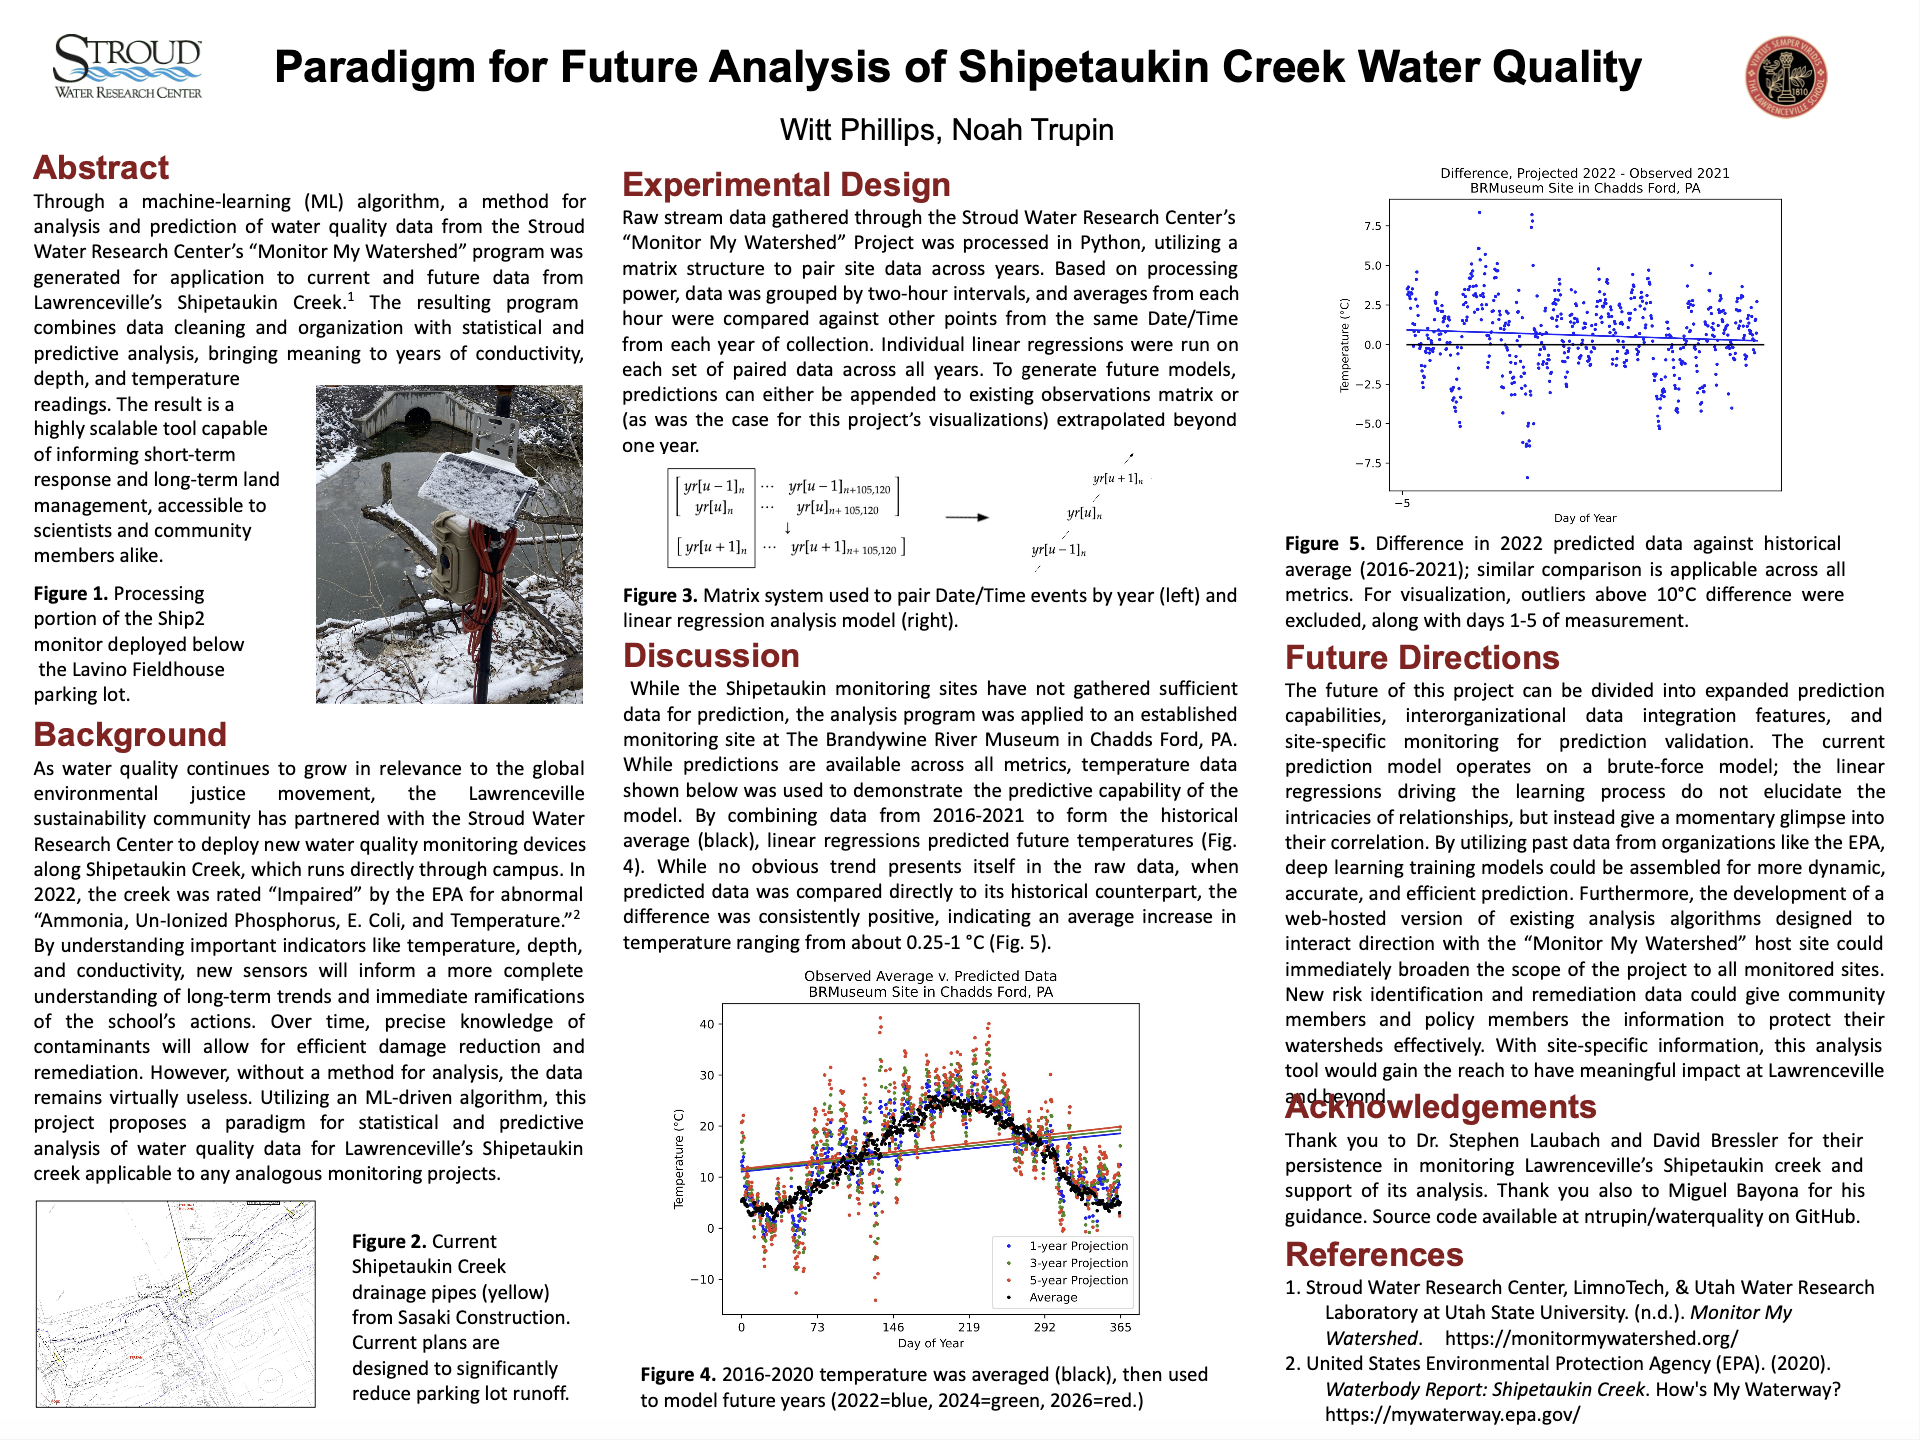 STROUD
WATER RESEARCH CENTER
Paradigm for Future Analysis of Shipetaukin Creek Water Quality
VIRTUS SEMPER VIRIDIS
THE LAWRENCEVILLE SCHOOL
1810
Witt Phillips, Noah Trupin
Abstract
Through a machine-learning (ML) algorithm, a method for
analysis and prediction of water quality data from the Stroud
Water Research Center’s “Monitor My Watershed” program was
generated for application to current and future data from
Lawrenceville’s Shipetaukin Creek.1 The resulting program
combines data cleaning and organization with statistical and
predictive analysis, bringing meaning to years of conductivity,
depth, and temperature
readings. The result is a
highly scalable tool capable
of informing short-term
response and long-term land
management, accessible to
scientists and community
members alike.
Figure 1. Processing
portion of the Ship2
monitor deployed below
the Lavino Fieldhouse
parking lot.
Background
As water quality continues to grow in relevance to the global
environmental justice movement, the Lawrenceville
sustainability community has partnered with the Stroud Water
Research Center to deploy new water quality monitoring devices
along Shipetaukin Creek, which runs directly through campus. In
2022, the creek was rated “Impaired” by the EPA for abnormal
“Ammonia, Un-Ionized Phosphorus, E. Coli, and Temperature.”2
By understanding important indicators like temperature, depth,
and conductivity, new sensors will inform a more complete
understanding of long-term trends and immediate ramifications
of the school’s actions. Over time, precise knowledge of
contaminants will allow for efficient damage reduction and
remediation. However, without a method for analysis, the data
remains virtually useless. Utilizing an ML-driven algorithm, this
project proposes a paradigm for statistical and predictive
analysis of water quality data for Lawrenceville’s Shipetaukin
creek applicable to any analogous monitoring projects.
Figure 2. Current
Shipetaukin Creek
drainage pipes (yellow)
from Sasaki Construction.
Current plans are
designed to significantly
reduce parking lot runoff.
Experimental Design
Raw stream data gathered through the Stroud Water Research Center’s
“Monitor My Watershed” Project was processed in Python, utilizing a
matrix structure to pair site data across years. Based on processing
power, data was grouped by two-hour intervals, and averages from each
hour were compared against other points from the same Date/Time
from each year of collection. Individual linear regressions were run on
each set of paired data across all years. To generate future models,
predictions can either be appended to existing observations matrix or
(as was the case for this project’s visualizations) extrapolated beyond
one year.
[ yr[u − 1]n ⋯ yr[u − 1]n+105,120 ]
yr[u]n ⋯ yr[u]n+ 105,120
↓
[ yr[u + 1]n ⋯ yr[u + 1]n+ 105,120 ]
yr[u + 1]n
yr[u]n
yr[u − 1]n
Figure 3. Matrix system used to pair Date/Time events by year (left) and
linear regression analysis model (right).
Discussion
While the Shipetaukin monitoring sites have not gathered sufficient
data for prediction, the analysis program was applied to an established
monitoring site at The Brandywine River Museum in Chadds Ford, PA.
While predictions are available across all metrics, temperature data
shown below was used to demonstrate the predictive capability of the
model. By combining data from 2016-2021 to form the historical
average (black), linear regressions predicted future temperatures (Fig.
4). While no obvious trend presents itself in the raw data, when
predicted data was compared directly to its historical counterpart, the
difference was consistently positive, indicating an average increase in
temperature ranging from about 0.25-1 °C (Fig. 5).
Observed Average v. Predicted Data
BRMuseum Site in Chadds Ford, PA
40
30
20
10
0
−10
Temperature (°C)
1-year Projection
3-year Projection
5-year Projection
Average
0 73 146 219 292 365
Day of Year
Figure 4. 2016-2020 temperature was averaged (black), then used
to model future years (2022=blue, 2024=green, 2026=red.)
Difference, Projected 2022 - Observed 2021
BRMuseum Site in Chadds Ford, PA
7.5
5.0
2.5
0.0
−2.5
−5.0
−7.5
Temperature (°C)
−5
Day of Year
Figure 5. Difference in 2022 predicted data against historical
average (2016-2021); similar comparison is applicable across all
metrics. For visualization, outliers above 10°C difference were
excluded, along with days 1-5 of measurement.
Future Directions
The future of this project can be divided into expanded prediction
capabilities, interorganizational data integration features, and
site-specific monitoring for prediction validation. The current
prediction model operates on a brute-force model; the linear
regressions driving the learning process do not elucidate the
intricacies of relationships, but instead give a momentary glimpse into
their correlation. By utilizing past data from organizations like the EPA,
deep learning training models could be assembled for more dynamic,
accurate, and efficient prediction. Furthermore, the development of a
web-hosted version of existing analysis algorithms designed to
interact direction with the “Monitor My Watershed” host site could
immediately broaden the scope of the project to all monitored sites.
New risk identification and remediation data could give community
members and policy members the information to protect their
watersheds effectively. With site-specific information, this analysis
tool would gain the reach to have meaningful impact at Lawrenceville
and beyond.
Acknowledgements
Thank you to Dr. Stephen Laubach and David Bressler for their
persistence in monitoring Lawrenceville’s Shipetaukin creek and
support of its analysis. Thank you also to Miguel Bayona for his
guidance. Source code available at ntrupin/waterquality on GitHub.
References
1. Stroud Water Research Center, LimnoTech, & Utah Water Research
Laboratory at Utah State University. (n.d.). Monitor My
Watershed. https://monitormywatershed.org/
2. United States Environmental Protection Agency (EPA). (2020).
Waterbody Report: Shipetaukin Creek. How's My Waterway?
https://mywaterway.epa.gov/